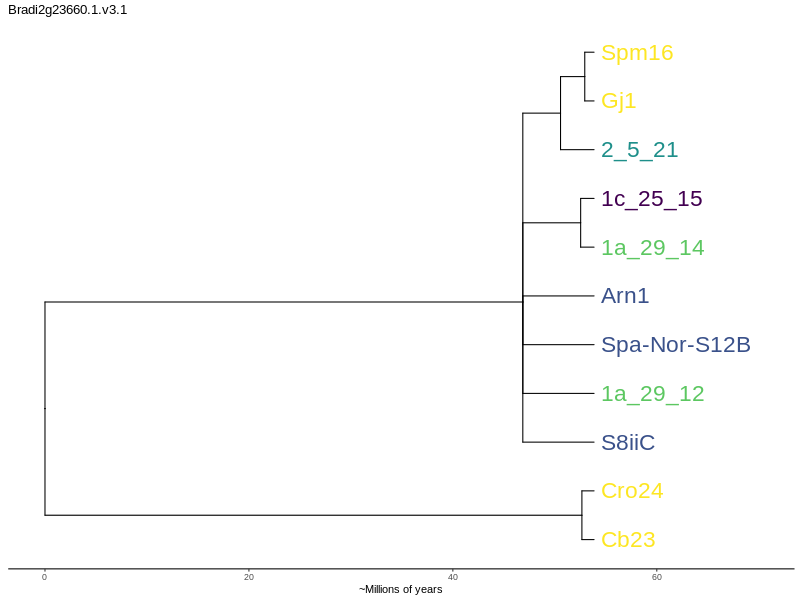 Bradi2g23660.1.v3.1
Spm16
Gj1
2_5_21
1c_25_15
1a_29_14
Arn1
Spa-Nor-S12B
1a_29_12
S8iiC
Cro24
Cb23
0 20 40 60
~Millions of years